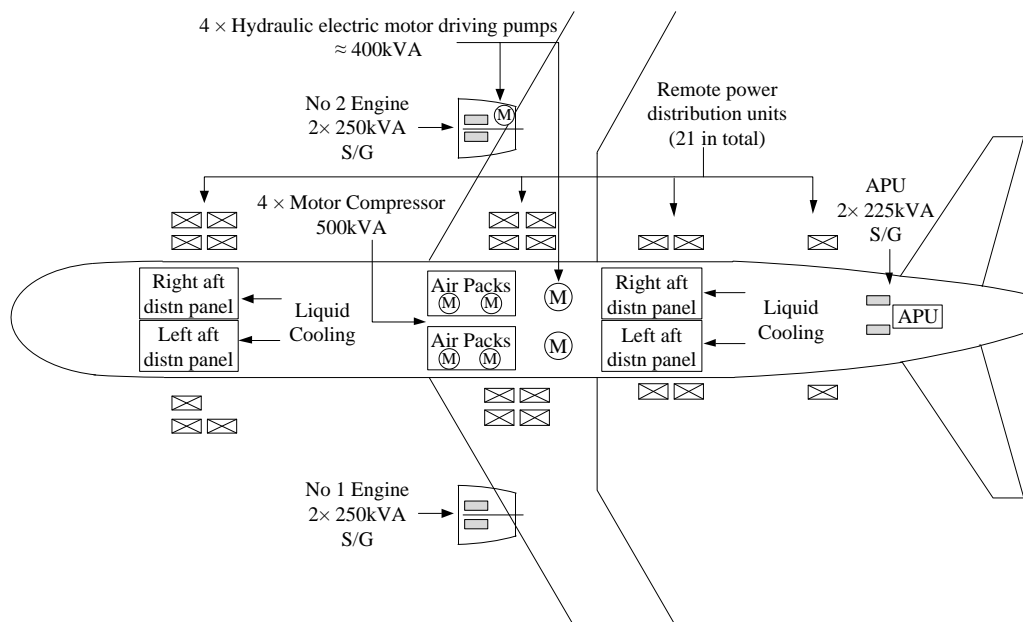 4 × Hydraulic electric motor driving pumps
≈ 400kVA
No 2 Engine
2× 250kVA
S/G
M
Remote power
distribution units
(21 in total)
4 × Motor Compressor
500kVA
APU
2× 225kVA
S/G
Right aft
distn panel
Left aft
distn panel
Liquid
Cooling
Air Packs
M M
Air Packs
M M
M
M
Right aft
distn panel
Left aft
distn panel
Liquid
Cooling
APU
No 1 Engine
2× 250kVA
S/G